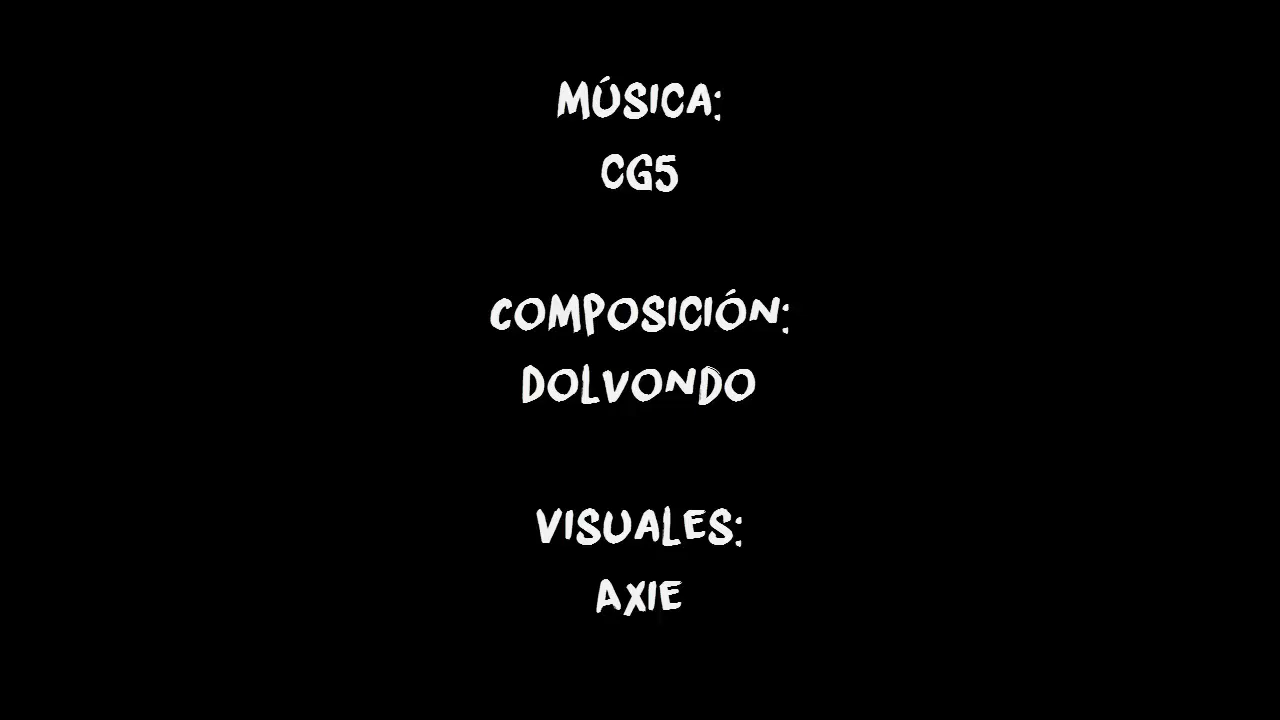 MÚSICA:
CG5
COMPOSICIÓN:
DOLVONDO
VISUALES:
AXIE